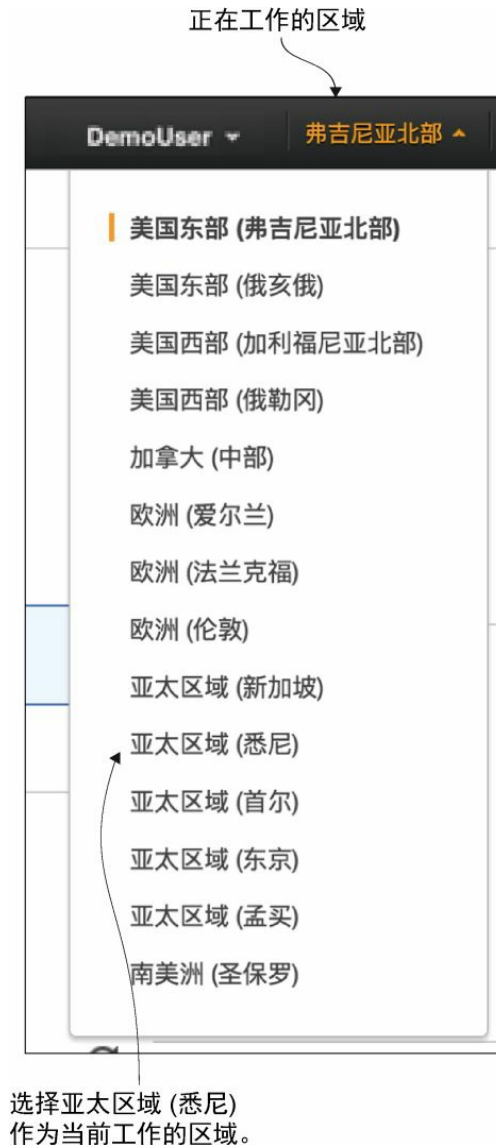 正在工作的区域
DemoUser
弗吉尼亚北部
美国东部 (弗吉尼亚北部)
美国东部 (俄亥俄)
美国西部 (加利福尼亚北部)
美国西部 (俄勒冈)
加拿大 (中部)
欧洲 (爱尔兰)
欧洲 (法兰克福)
欧洲 (伦敦)
亚太区域 (新加坡)
亚太区域 (悉尼)
亚太区域 (首尔)
亚太区域 (东京)
亚太区域 (孟买)
南美洲 (圣保罗)
选择亚太区域 (悉尼)
作为当前工作的区域。